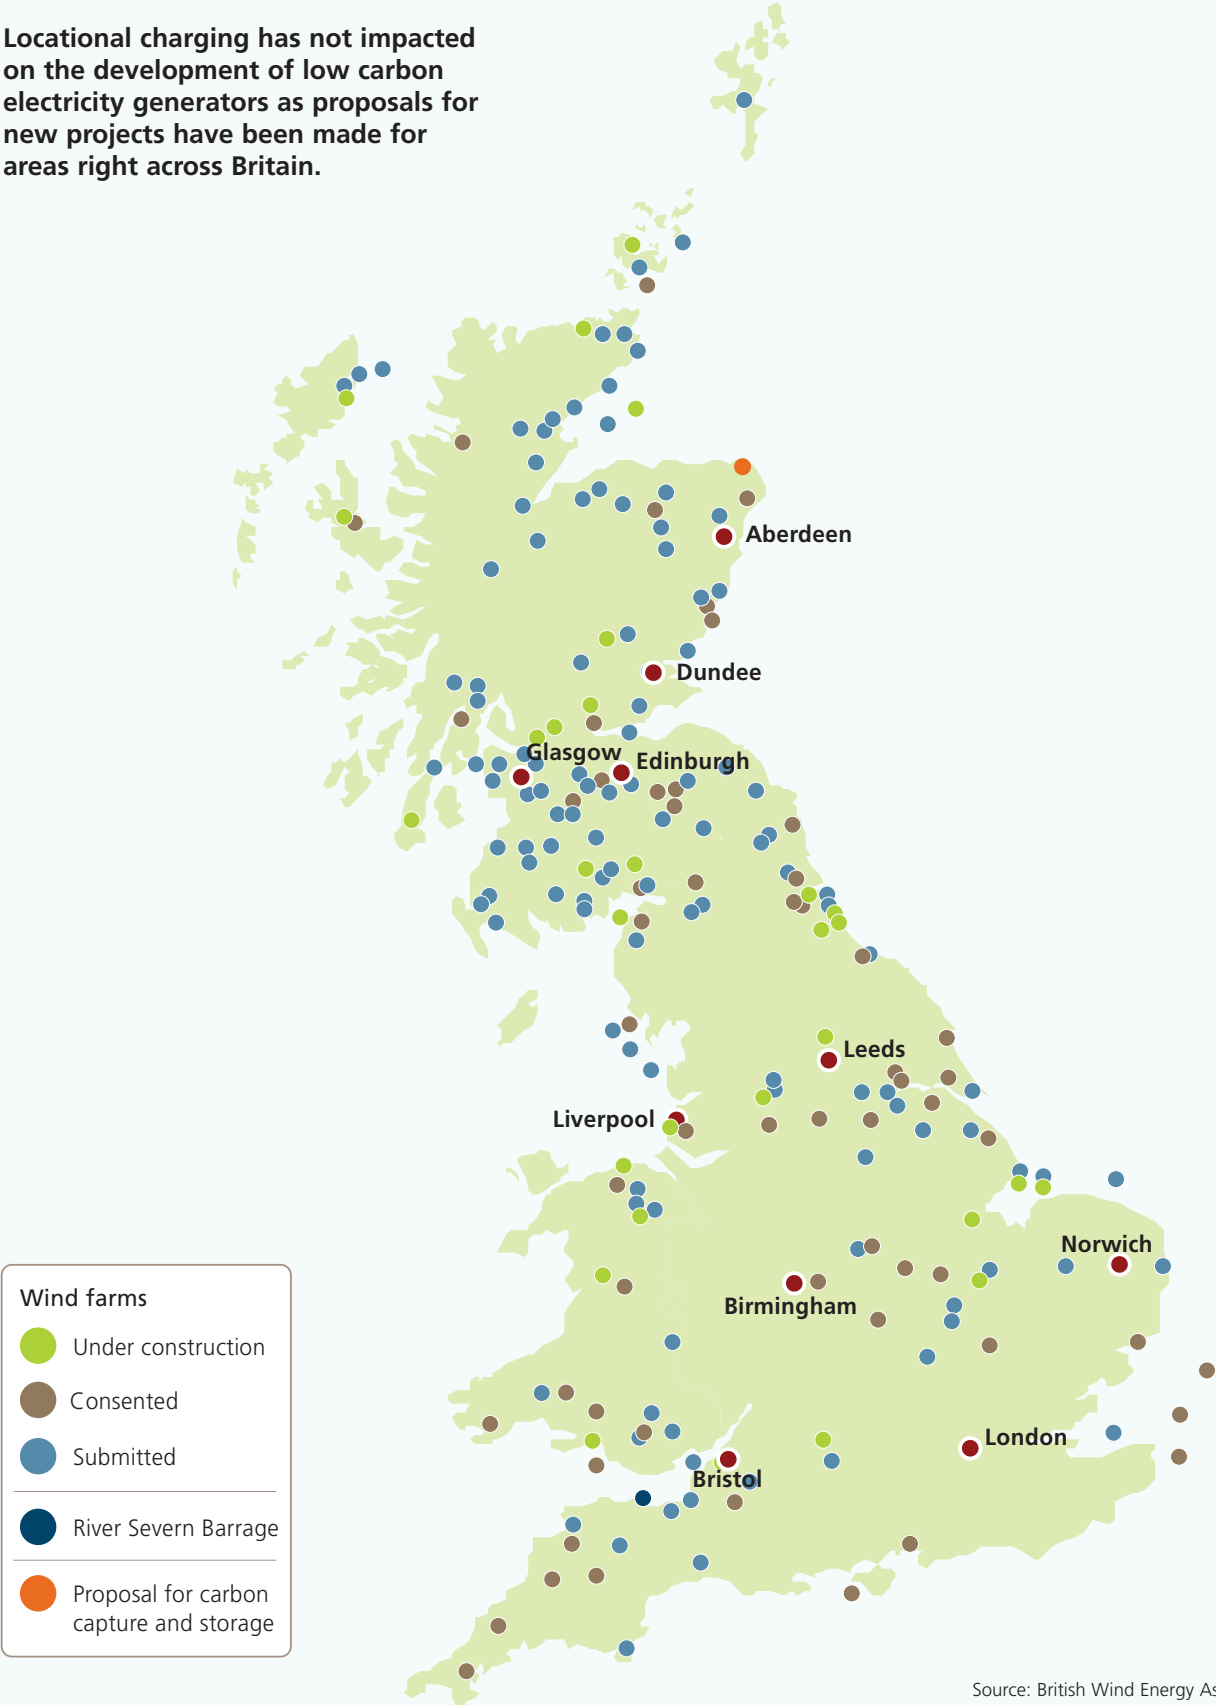 Locational charging has not impacted
on the development of low carbon
electricity generators as proposals for
new projects have been made for
areas right across Britain.
Aberdeen
Dundee
Glasgow
Edinburgh
Leeds
Liverpool
Norwich
Birmingham
London
Bristol
Wind farms
Under construction
Consented
Submitted
River Severn Barrage
Proposal for carbon
capture and storage
Source: British Wind Energy As